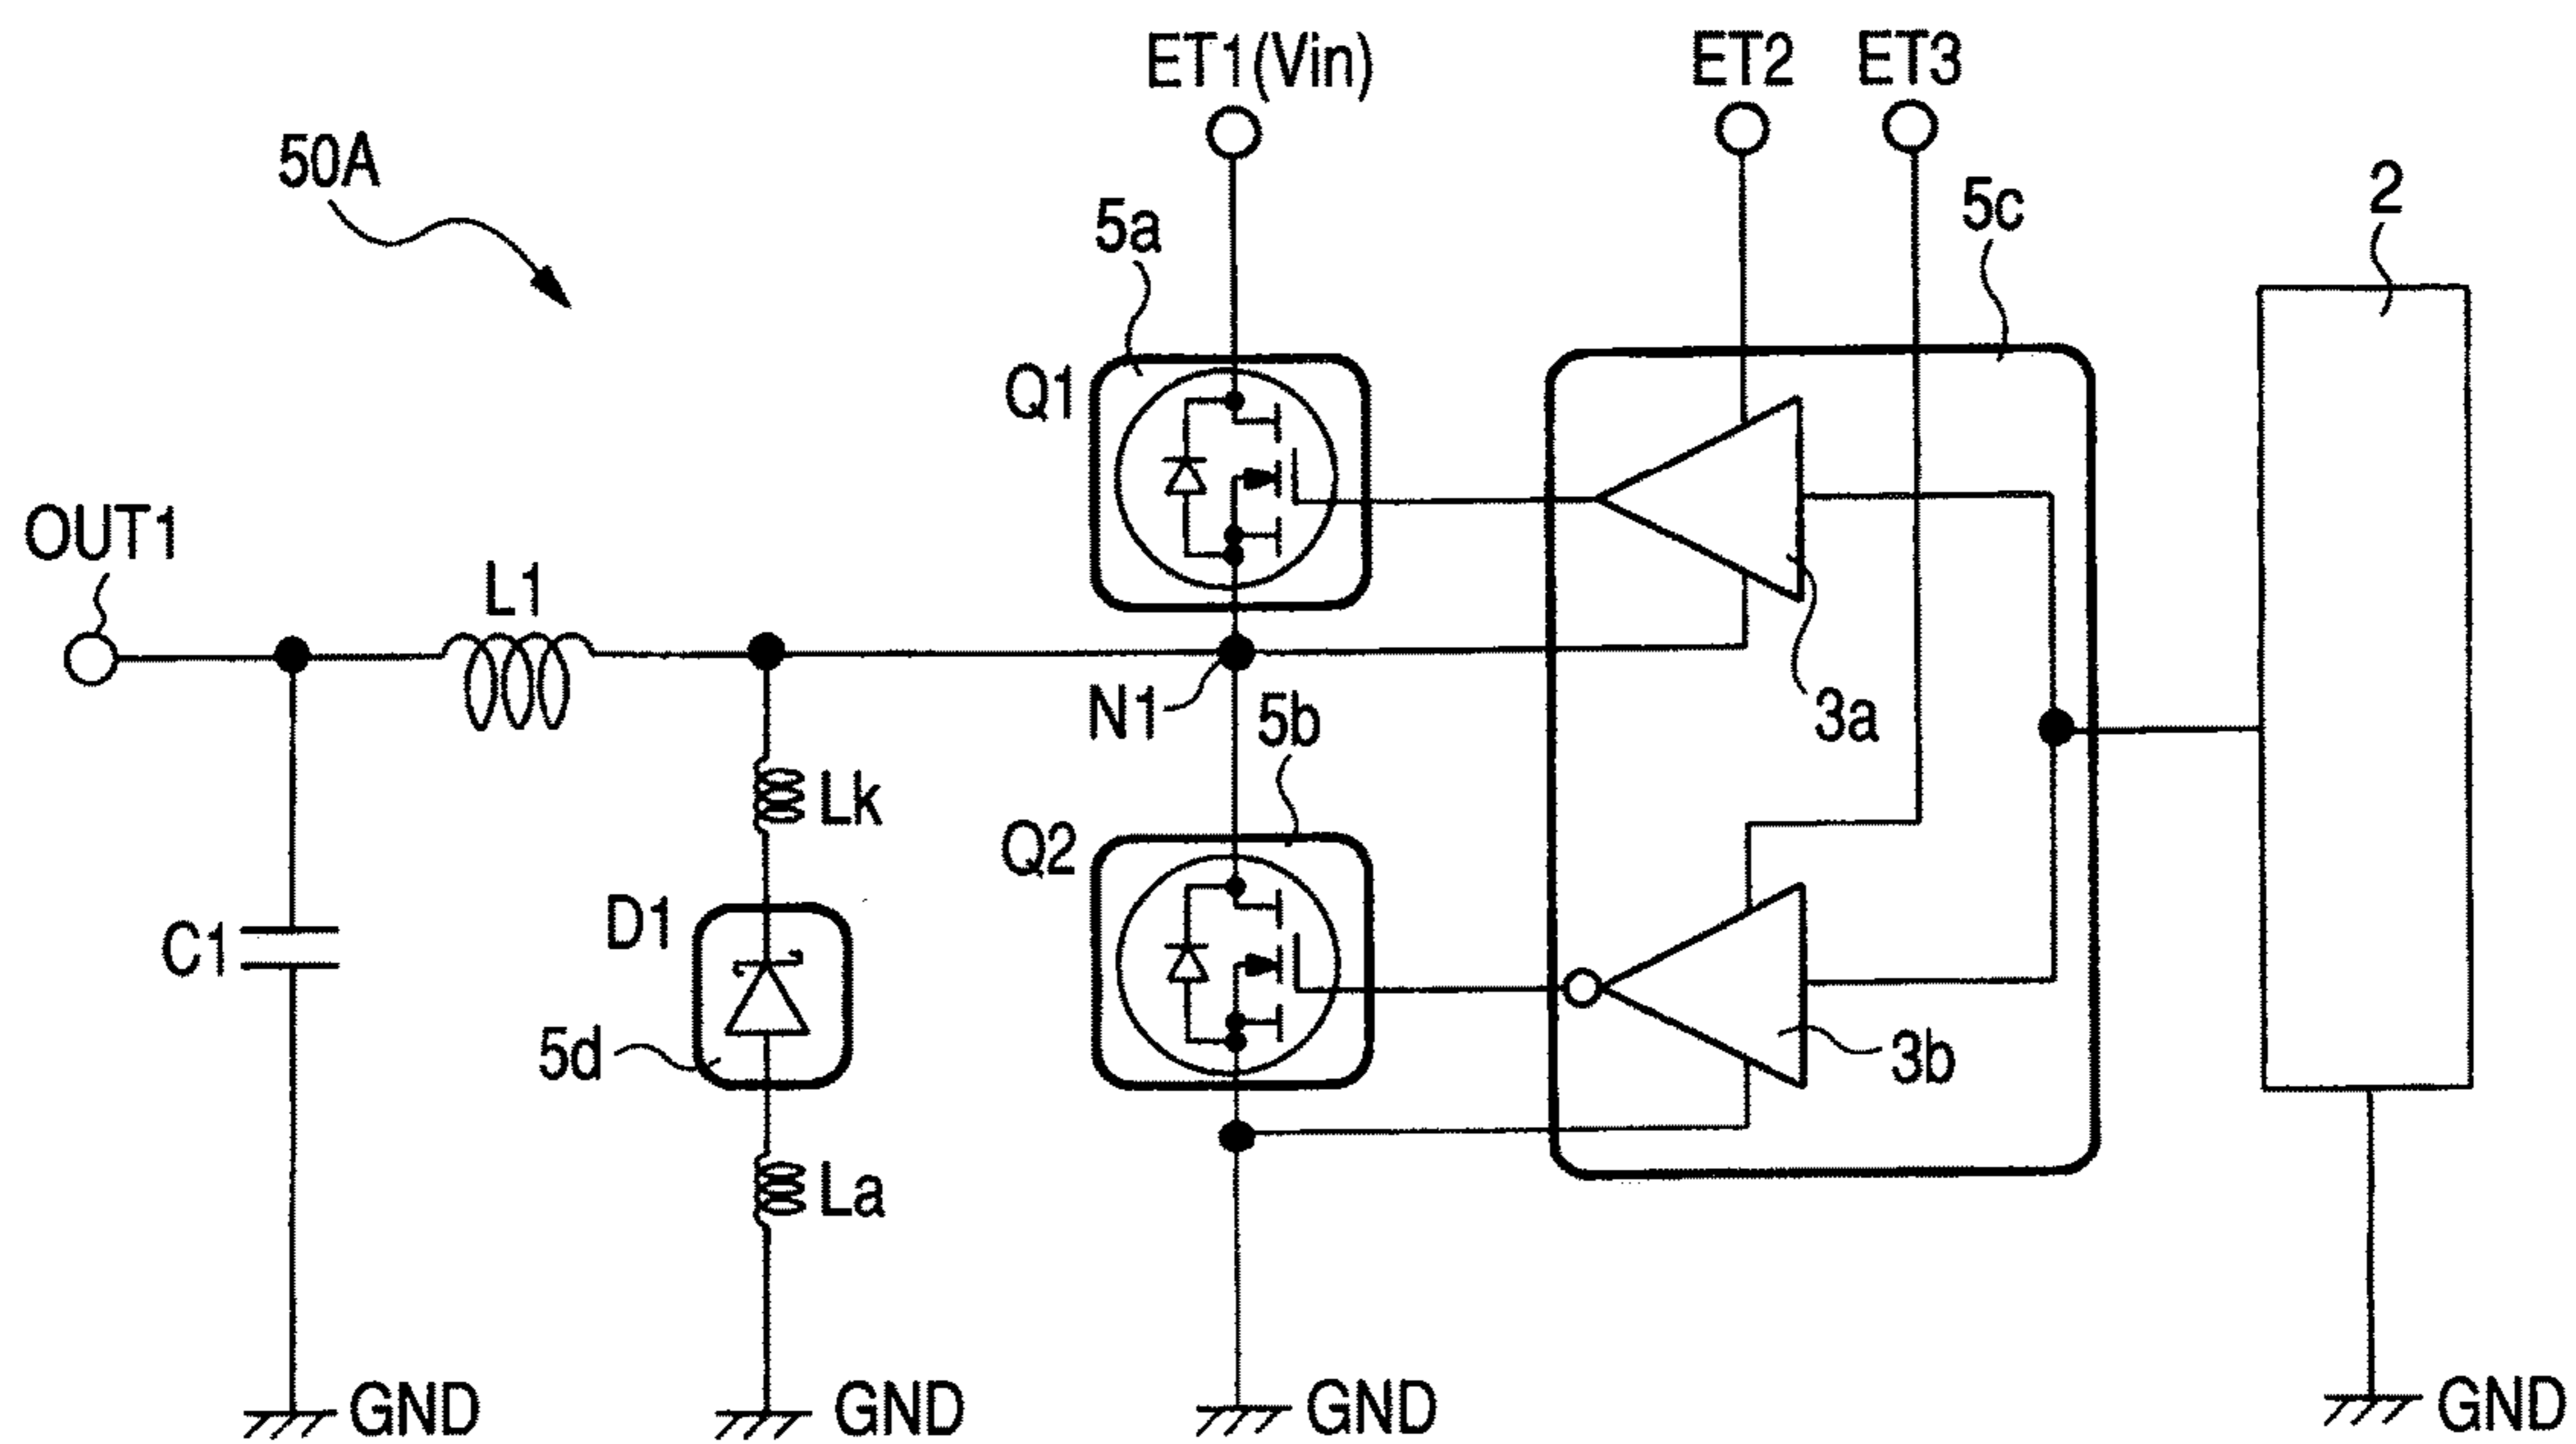 ET1(Vin)
ET2
ET3
50A
5a
5c
2
Q1
OUT1
L1
N1
5b
3a
Lk
Q2
D1
C1
5d
3b
La
GND
GND
GND
GND